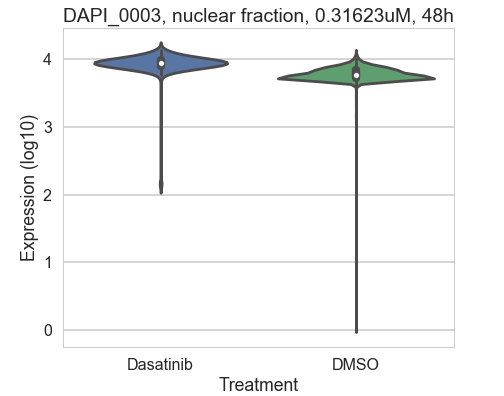 DAPI_0003, nuclear fraction, 0.31623uM, 48h
4
3
2
1
0
Expression (log10)
Dasatinib DMSO
Treatment